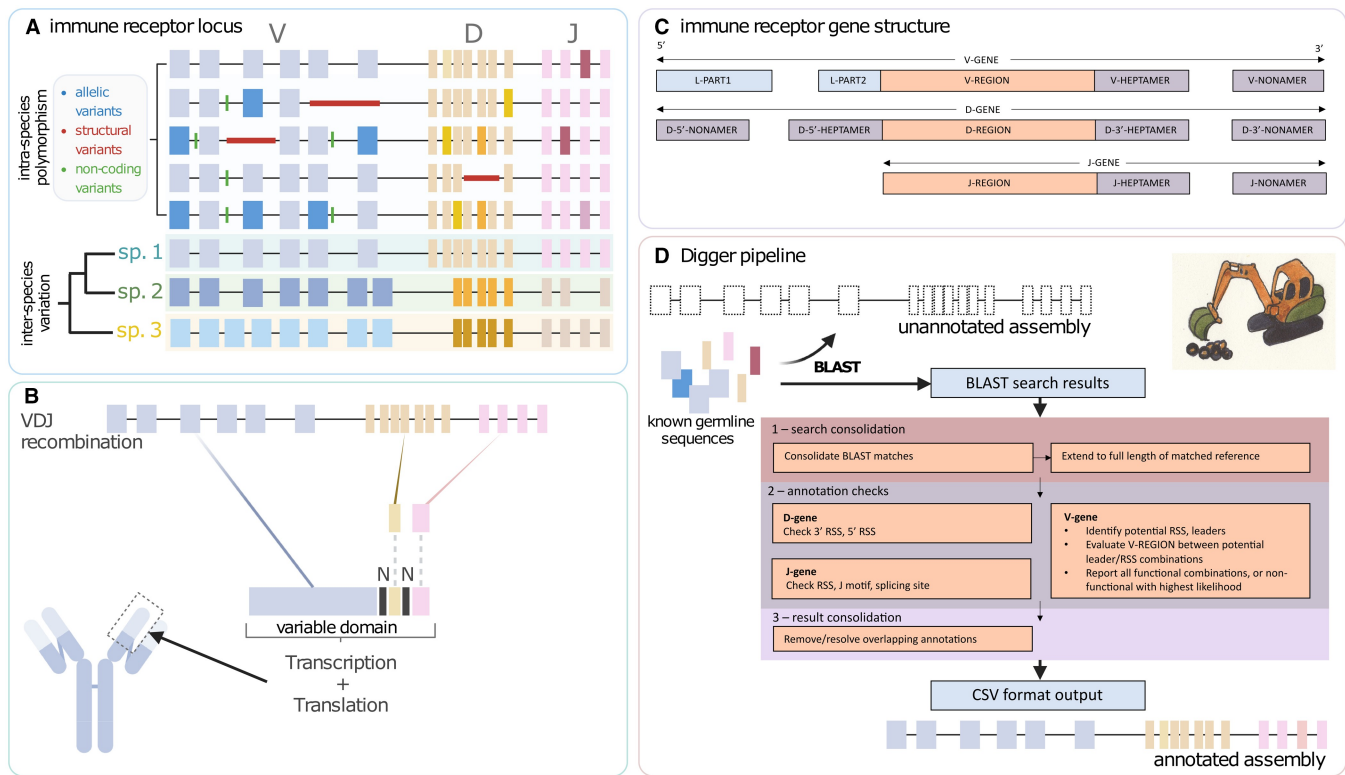 A immune receptor locus
V D J
intra-species
polymorphism
• allelic
variants
• structural
variants
• non-coding
variants
inter-species
variation
sp. 1
sp. 2
sp. 3
B
VDJ
recombination
N N
variable domain
Transcription
+
Translation
C immune receptor gene structure
5′ 3′
V-GENE
L-PART1 L-PART2 V-REGION V-HEPTAMER V-NONAMER
D-GENE
D-5′-NONAMER D-5′-HEPTAMER D-REGION D-3′-HEPTAMER D-3′-NONAMER
J-GENE
J-REGION J-HEPTAMER J-NONAMER
D Digger pipeline
unannotated assembly
BLAST
known germline
sequences
BLAST search results
1 – search consolidation
Consolidate BLAST matches
Extend to full length of matched reference
2 – annotation checks
D-gene
Check 3′ RSS, 5′ RSS
J-gene
Check RSS, J motif, splicing site
V-gene
• Identify potential RSS, leaders
• Evaluate V-REGION between potential
leader/RSS combinations
• Report all functional combinations, or non-
functional with highest likelihood
3 – result consolidation
Remove/resolve overlapping annotations
CSV format output
annotated assembly